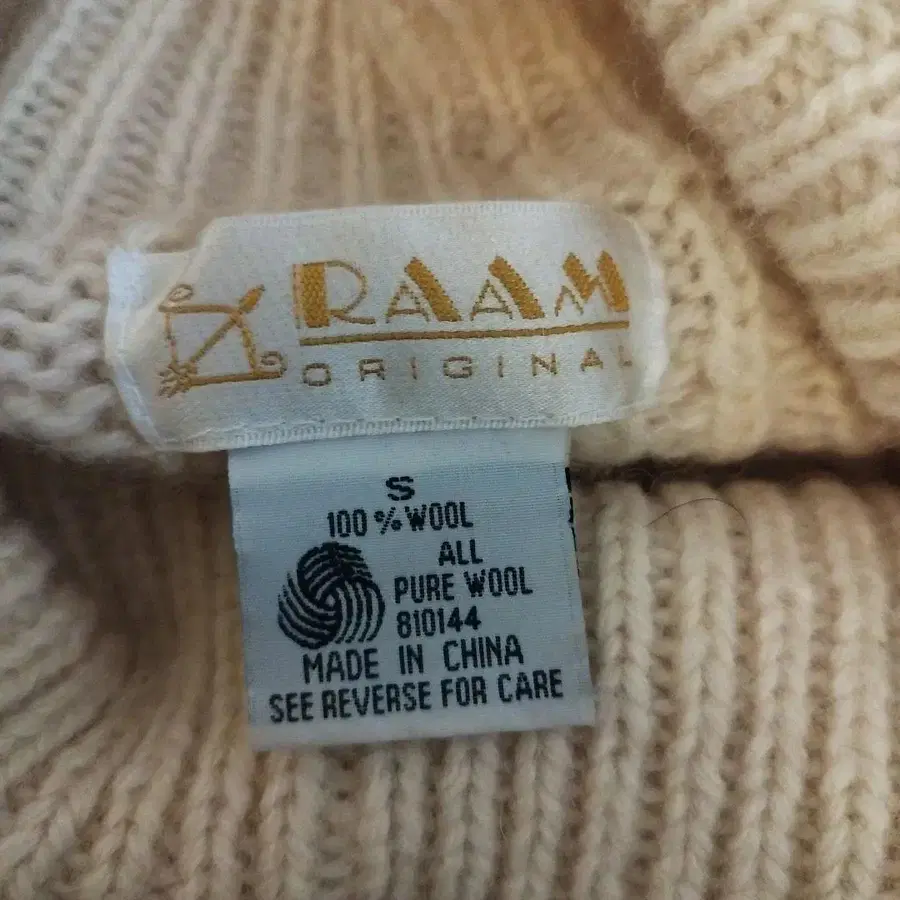 RAAM
ORIGINAL
S
100 % WOOL
ALL
PURE WOOL
810144
MADE IN CHINA
SEE REVERSE FOR CARE